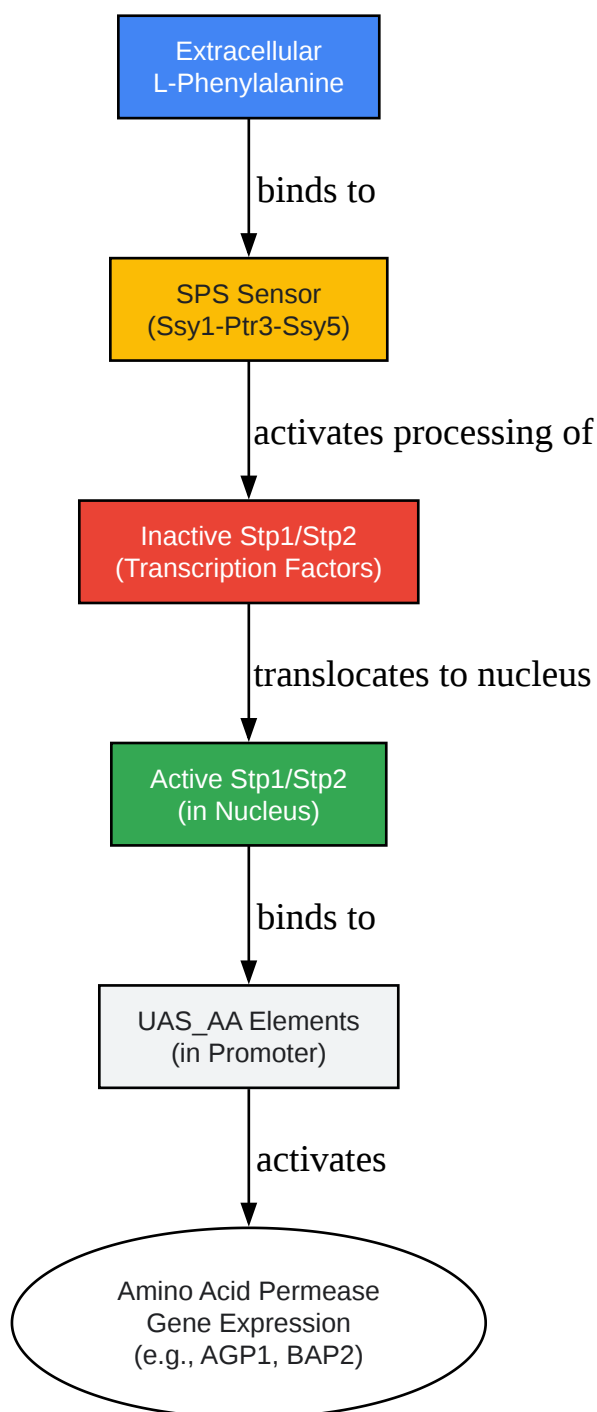 Extracellular
L-Phenylalanine
binds to
SPS Sensor
(Ssy1-Ptr3-Ssy5)
activates processing of
Inactive Stp1/Stp2
(Transcription Factors)
translocates to nucleus
Active Stp1/Stp2
(in Nucleus)
binds to
UAS_AA Elements
(in Promoter)
activates
Amino Acid Permease
Gene Expression
(e.g., AGP1, BAP2)